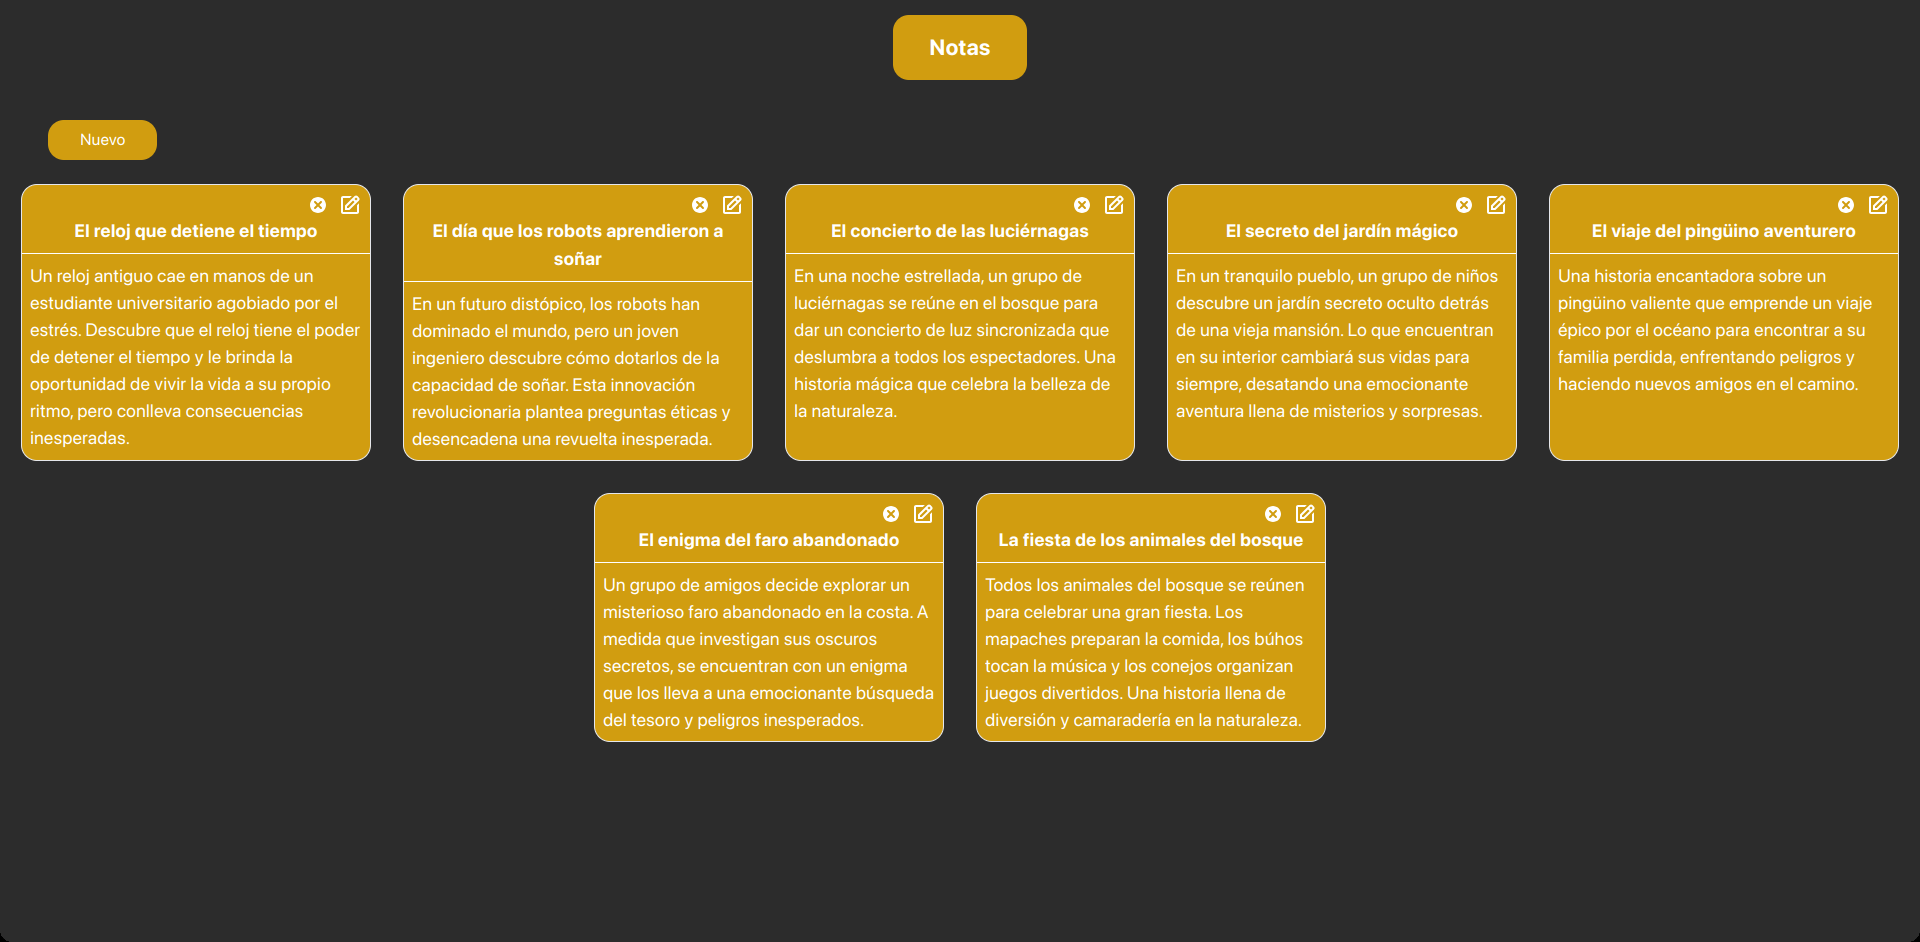 Notas
Nuevo
El reloj que detiene el tiempo
Un reloj antiguo cae en manos de un
estudiante universitario agobiado por el
estrés. Descubre que el reloj tiene el poder
de detener el tiempo y le brinda la
oportunidad de vivir la vida a su propio
ritmo, pero conlleva consecuencias
inesperadas.
El día que los robots aprendieron a
soñar
En un futuro distópico, los robots han
dominado el mundo, pero un joven
ingeniero descubre cómo dotarlos de la
capacidad de soñar. Esta innovación
revolucionaria plantea preguntas éticas y
desencadena una revuelta inesperada.
El concierto de las luciérnagas
En una noche estrellada, un grupo de
luciérnagas se reúne en el bosque para
dar un concierto de luz sincronizada que
deslumbra a todos los espectadores. Una
historia mágica que celebra la belleza de
la naturaleza.
El secreto del jardín mágico
En un tranquilo pueblo, un grupo de niños
descubre un jardín secreto oculto detrás
de una vieja mansión. Lo que encuentran
en su interior cambiará sus vidas para
siempre, desatando una emocionante
aventura llena de misterios y sorpresas.
El viaje del pingüino aventurero
Una historia encantadora sobre un
pingüino valiente que emprende un viaje
épico por el océano para encontrar a su
familia perdida, enfrentando peligros y
haciendo nuevos amigos en el camino.
El enigma del faro abandonado
Un grupo de amigos decide explorar un
misterioso faro abandonado en la costa. A
medida que investigan sus oscuros
secretos, se encuentran con un enigma
que los lleva a una emocionante búsqueda
del tesoro y peligros inesperados.
La fiesta de los animales del bosque
Todos los animales del bosque se reúnen
para celebrar una gran fiesta. Los
mapaches preparan la comida, los búhos
tocan la música y los conejos organizan
juegos divertidos. Una historia llena de
diversión y camaradería en la naturaleza.